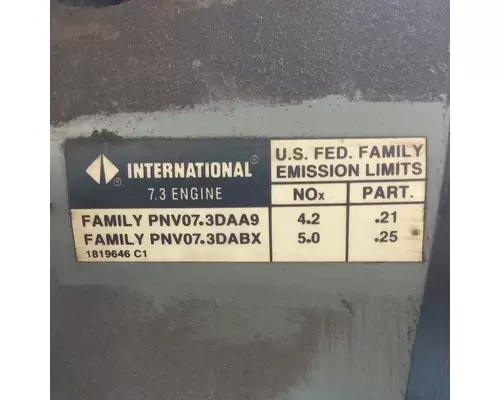 INTERNATIONAL®
®
7.3 ENGINE
U.S. FED. FAMILY
EMISSION LIMITS
NOx PART.
FAMILY PNV07.3DAA9 4.2 .21
FAMILY PNV07.3DABX 5.0 .25
1819646 C1